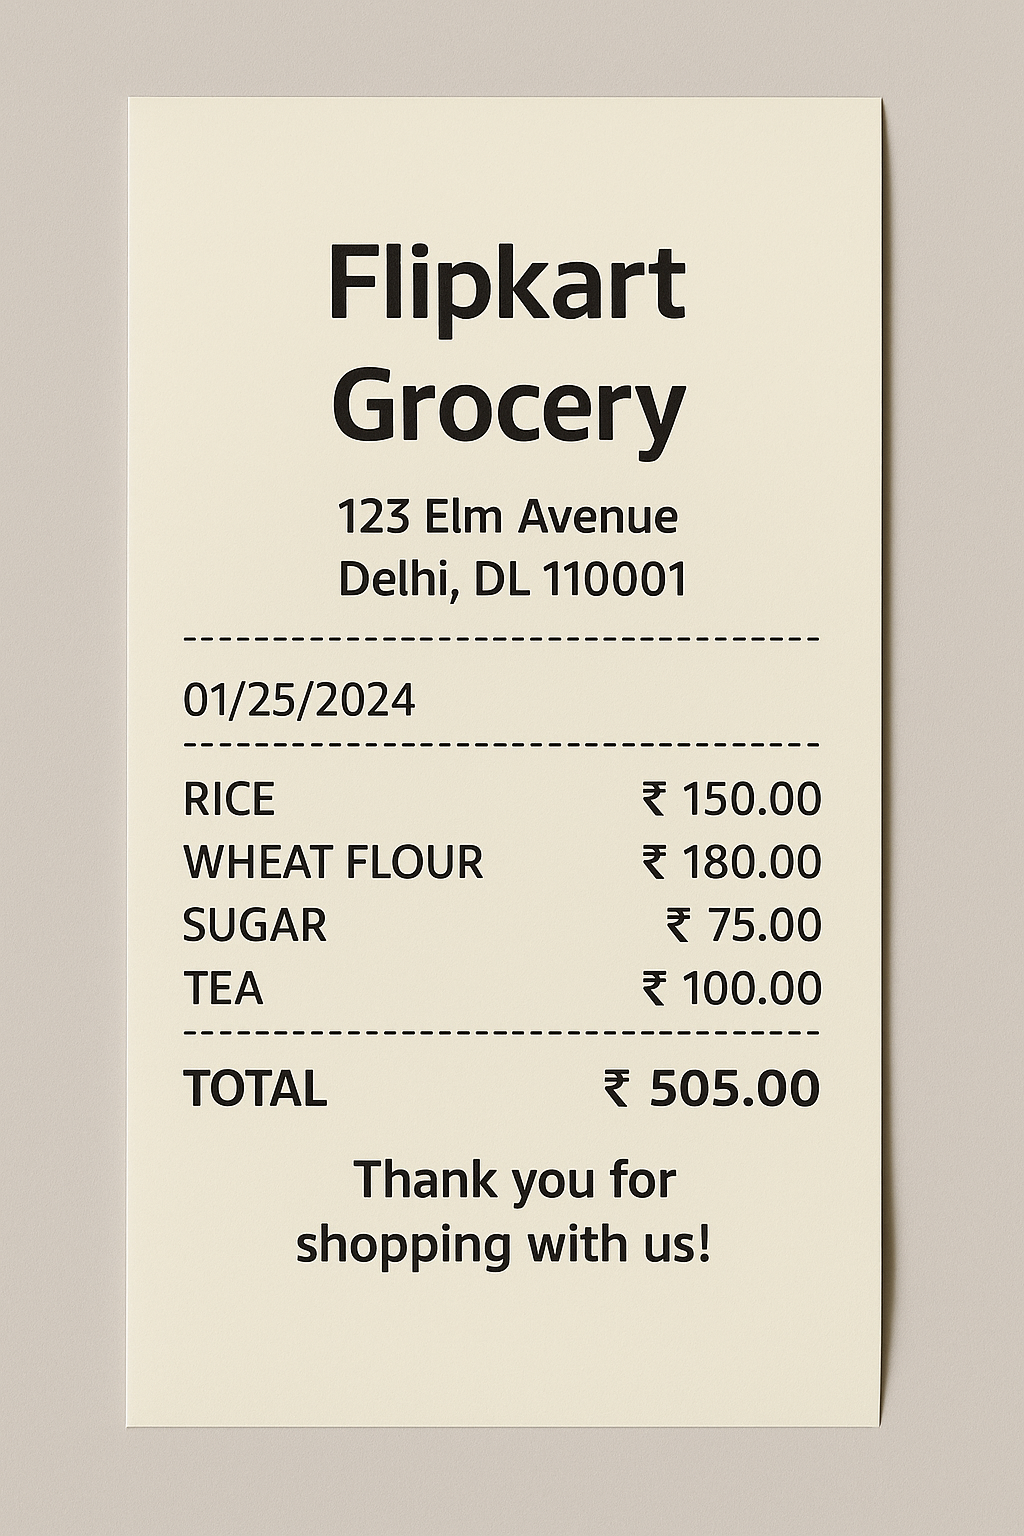 Flipkart
Grocery
123 Elm Avenue
Delhi, DL 110001
01/25/2024
RICE ₹ 150.00
WHEAT FLOUR ₹ 180.00
SUGAR ₹ 75.00
TEA ₹ 100.00
TOTAL ₹ 505.00
Thank you for
shopping with us!